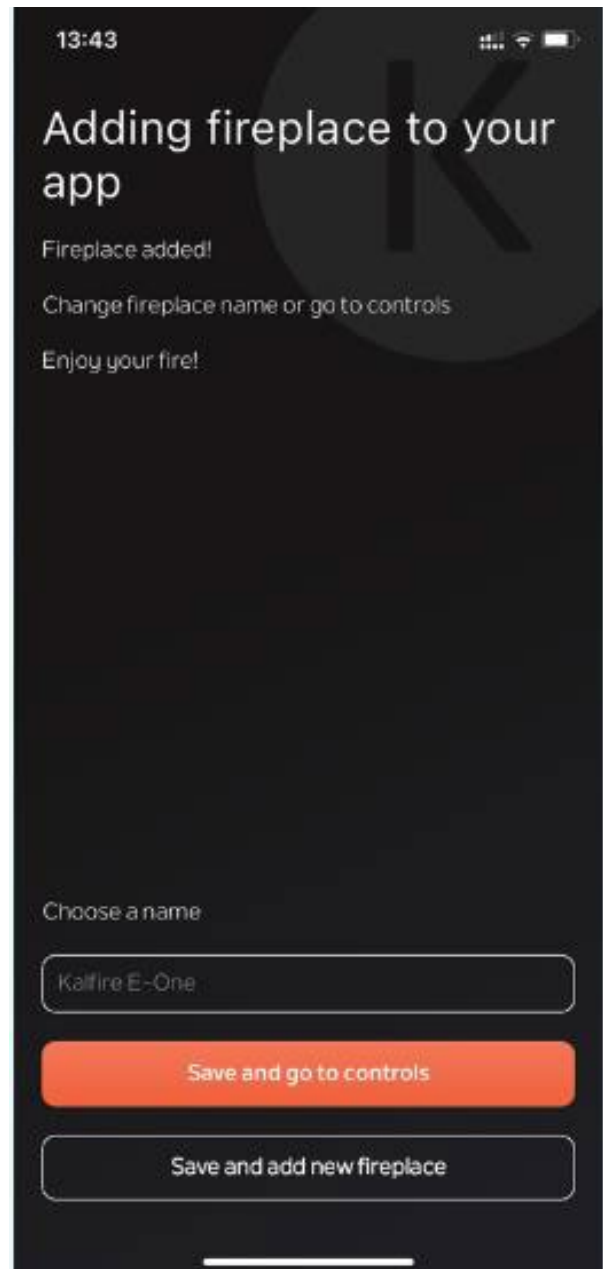 13:43
K
Adding fireplace to your
app
Fireplace added!
Change fireplace name or go to controls
Enjoy your fire!
Choose a name
Kalfire E-One
Save and go to controls
Save and add new fireplace